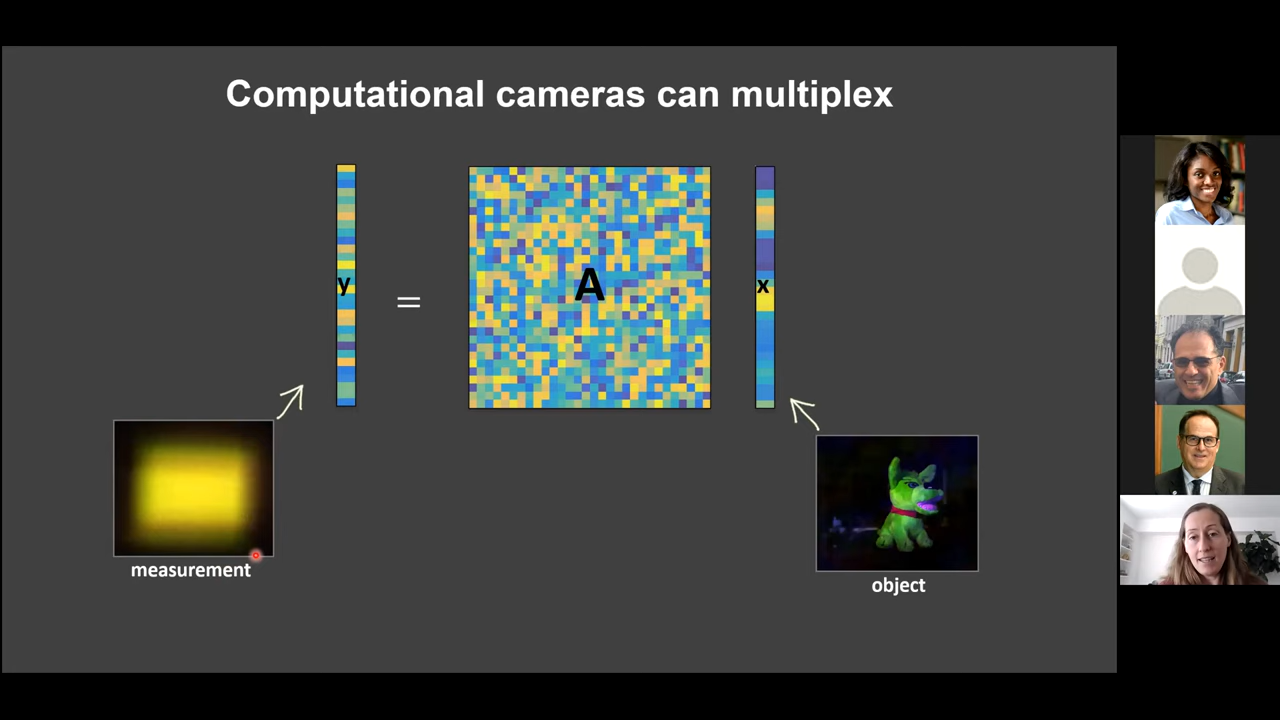 Computational cameras can multiplex
y
=
A
x
measurement
object